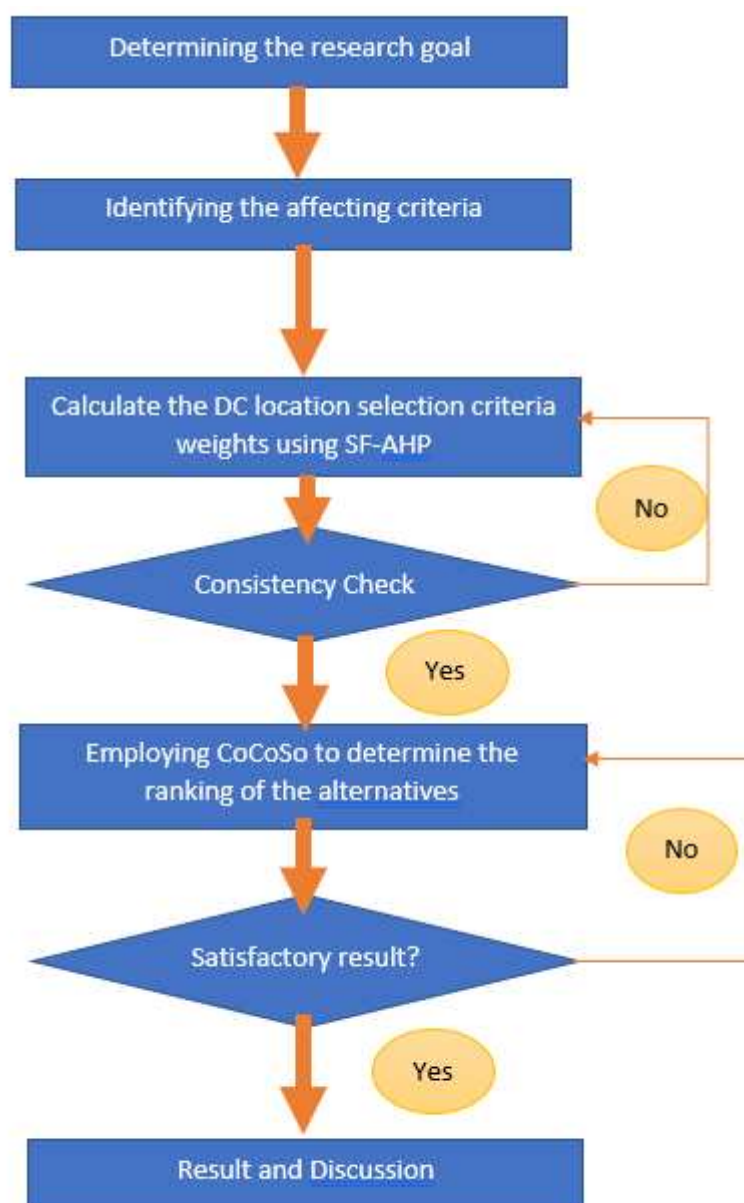 Determining the research goal
Identifying the affecting criteria
Calculate the DC location selection criteria
weights using SF-AHP
No
Consistency Check
Yes
Employing CoCoSo to determine the
ranking of the alternatives
No
Satisfactory result?
Yes
Result and Discussion